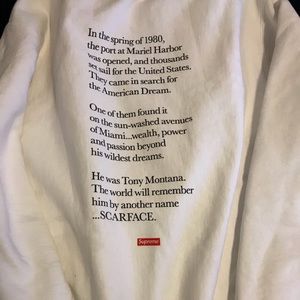 In the spring of 1980,
the port at Mariel Harbor
was opened, and thousands
set sail for the United States.
They came in search for
the American Dream.
One of them found it
on the sun-washed avenues
of Miami...wealth, power
and passion beyond
his wildest dreams.
He was Tony Montana.
The world will remember
him by another name
...SCARFACE.
Supreme